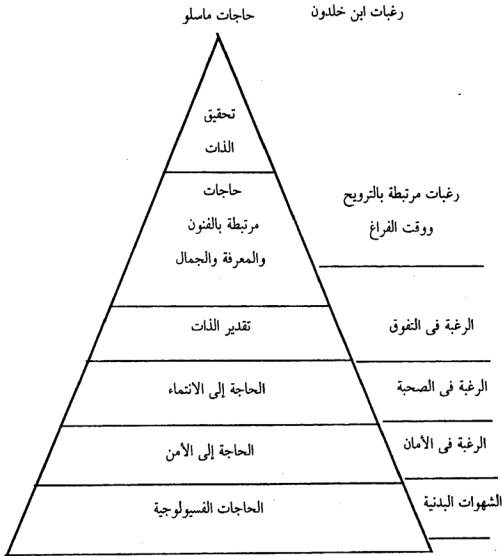 رغبات ابن خلدون
حاجات ماسلو
تحقيق
الذات
حاجات
مرتبطة بالفنون
والمعرفة والجمال
رغبات مرتبطة بالترويح
ووقت الفراغ
تقدير الذات
الرغبة فى التفوق
الحاجة إلى الانتماء
الرغبة فى الصحبة
الحاجة إلى الأمن
الرغبة فى الأمان
الحاجات الفسيولوجية
الشهوات البدنية